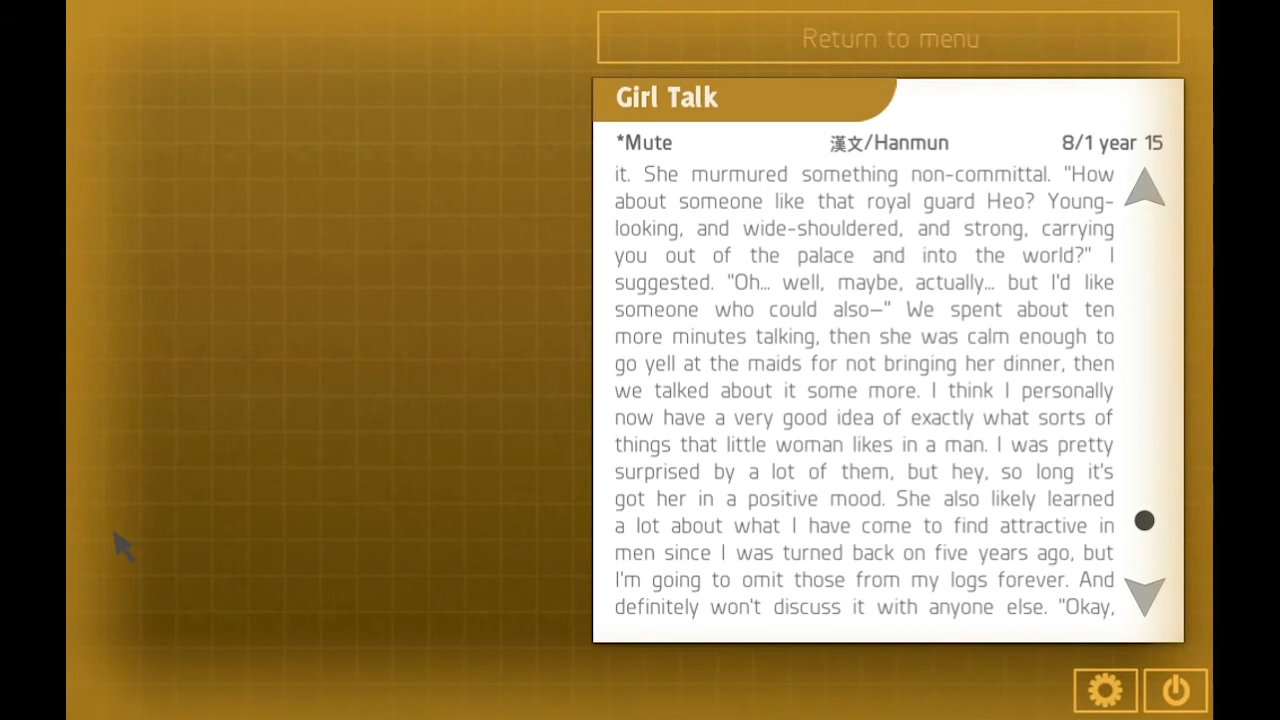 Return to menu
Girl Talk
*Mute 漢文/Hanmun 8/1 year 15
it. She murmured something non-committal. "How
about someone like that royal guard Heo? Young-
looking, and wide-shouldered, and strong, carrying
you out of the palace and into the world?" I
suggested. "Oh... well, maybe, actually... but I'd like
someone who could also—" We spent about ten
more minutes talking, then she was calm enough to
go yell at the maids for not bringing her dinner, then
we talked about it some more. I think I personally
now have a very good idea of exactly what sorts of
things that little woman likes in a man. I was pretty
surprised by a lot of them, but hey, so long it's
got her in a positive mood. She also likely learned
a lot about what I have come to find attractive in
men since I was turned back on five years ago, but
I'm going to omit those from my logs forever. And
definitely won't discuss it with anyone else. "Okay,